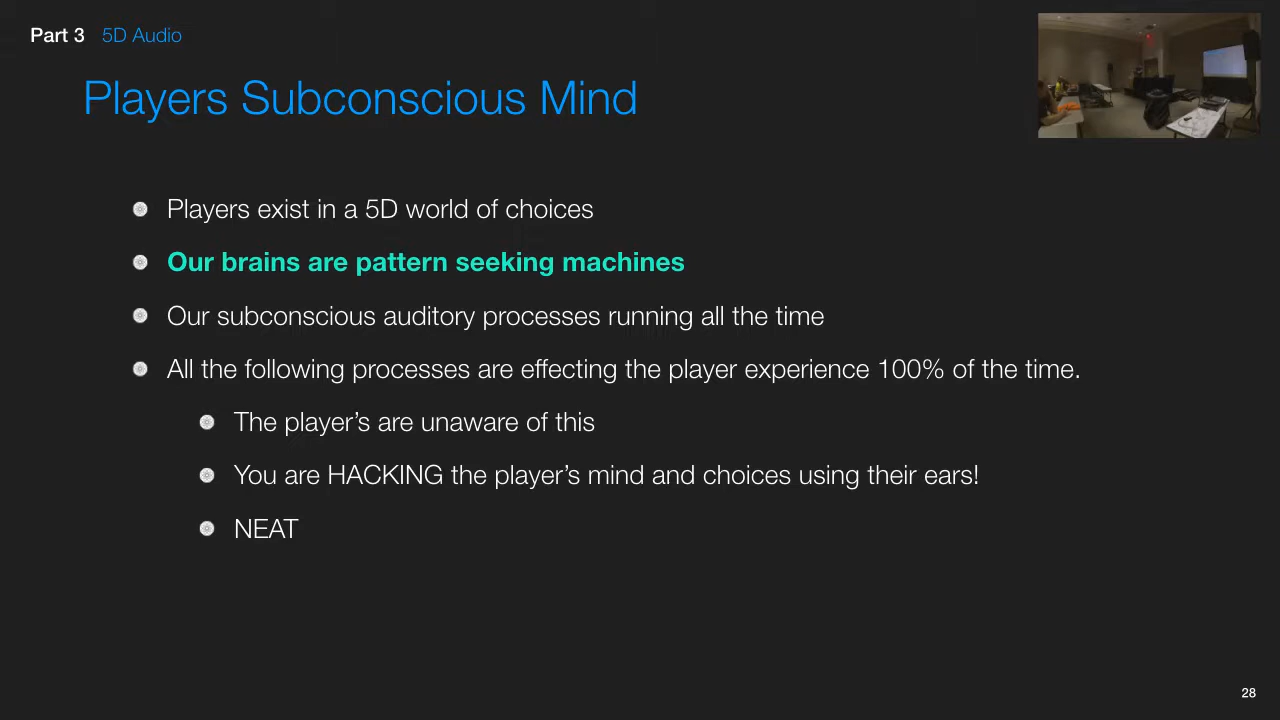 Part 3 5D Audio
Players Subconscious Mind
Players exist in a 5D world of choices
Our brains are pattern seeking machines
Our subconscious auditory processes running all the time
All the following processes are effecting the player experience 100% of the time.
The player’s are unaware of this
You are HACKING the player’s mind and choices using their ears!
NEAT
28